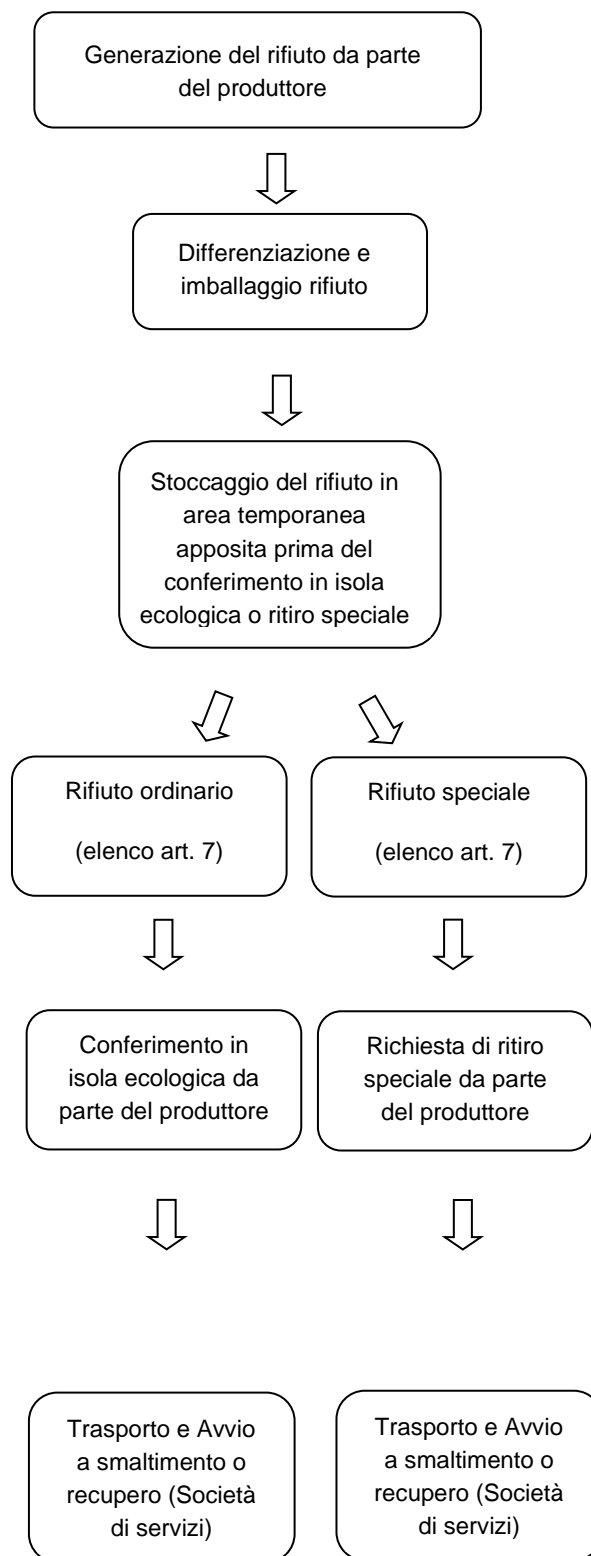 Generazione del rifiuto da parte
del produttore
Differenziazione e
imballaggio rifiuto
Stoccaggio del rifiuto in
area temporanea
apposita prima del
conferimento in isola
ecologica o ritiro speciale
Rifiuto ordinario
(elenco art. 7)
Rifiuto speciale
(elenco art. 7)
Conferimento in
isola ecologica da
parte del produttore
Richiesta di ritiro
speciale da parte
del produttore
Trasporto e Avvio
a smaltimento o
recupero (Società
di servizi)
Trasporto e Avvio
a smaltimento o
recupero (Società
di servizi)